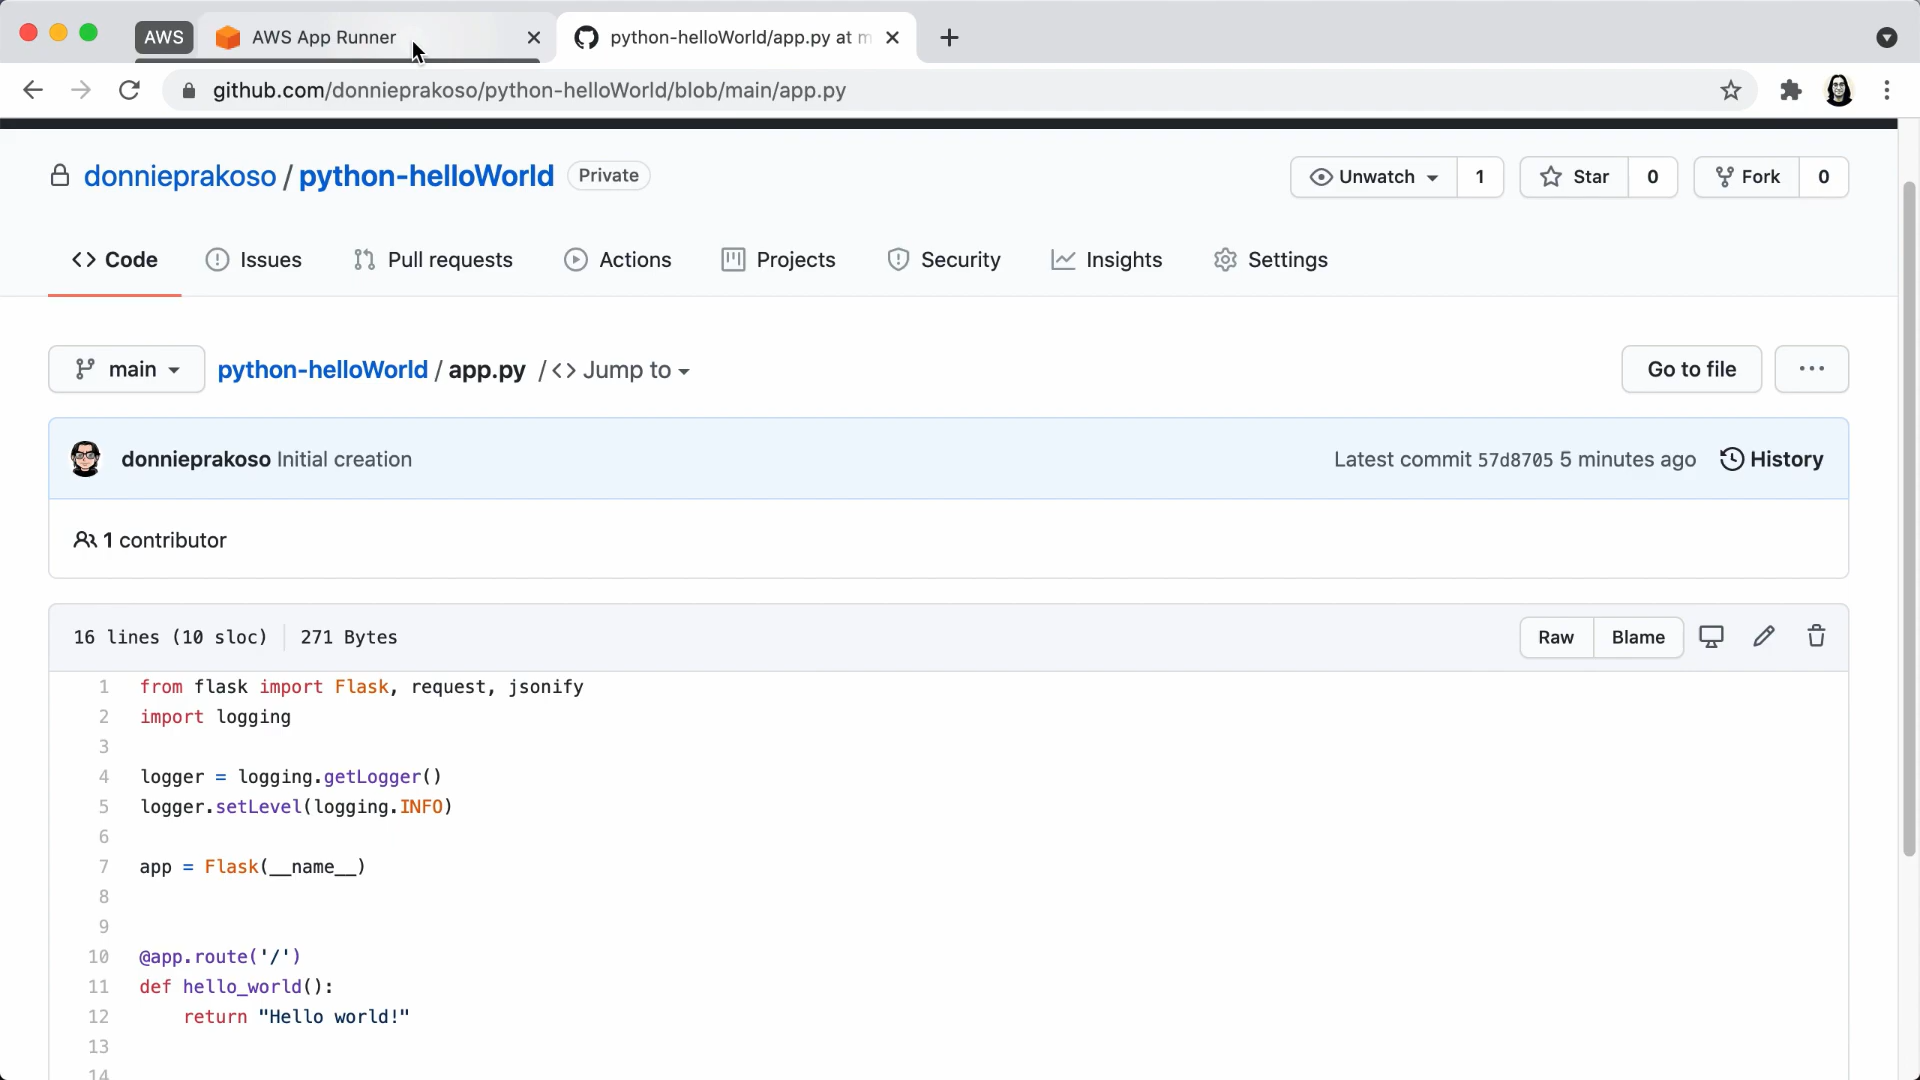 AWS
AWS App Runner
python-helloWorld/app.py at m
github.com/donnieprakoso/python-helloWorld/blob/main/app.py
donnieprakoso / python-helloWorld
Private
Unwatch 1
Star 0
Fork 0
<> Code
Issues
Pull requests
Actions
Projects
Security
Insights
Settings
main
python-helloWorld / app.py / <> Jump to
Go to file
...
donnieprakoso Initial creation
Latest commit 57d8705 5 minutes ago
History
1 contributor
16 lines (10 sloc) 271 Bytes
Raw
Blame
1 from flask import Flask, request, jsonify
2 import logging
3
4 logger = logging.getLogger()
5 logger.setLevel(logging.INFO)
6
7 app = Flask(__name__)
8
9
10 @app.route('/')
11 def hello_world():
12 return "Hello world!"
13
14